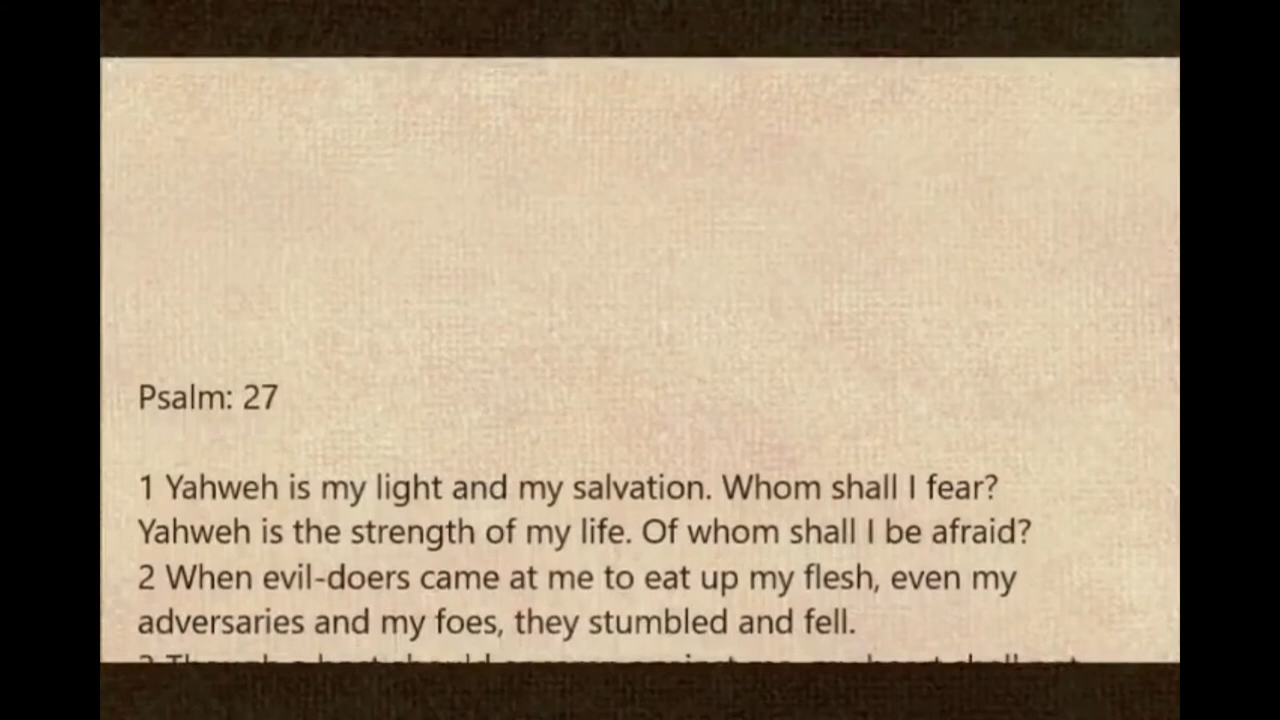 Psalm: 27
1 Yahweh is my light and my salvation. Whom shall I fear?
Yahweh is the strength of my life. Of whom shall I be afraid?
2 When evil-doers came at me to eat up my flesh, even my
adversaries and my foes, they stumbled and fell.